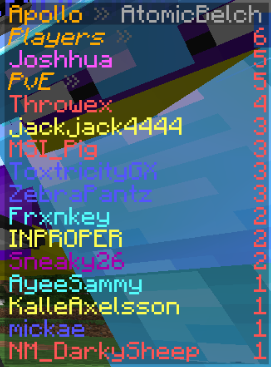 Apollo » AtomicBelch
Players » 6
Joshhua 5
PvE » 5
Throwex 4
jackjack4444 3
MSI_Pig 3
ToxtricityGX 3
ZebraPantz 3
Frxnkey 2
INPROPER 2
Sneaky26 2
AyeeSammy 1
KalleAxelsson 1
mickae 1
NM_DarkySheep 1